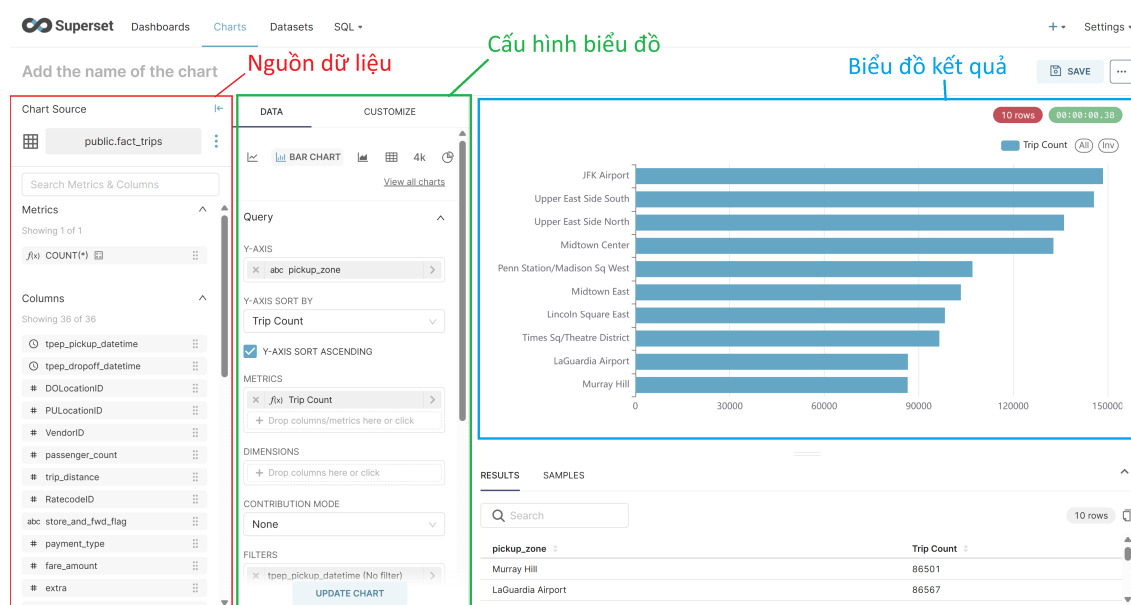 Superset
Dashboards
Charts
Datasets
SQL
Settings
Add the name of the chart
Nguồn dữ liệu
Cấu hình biểu đồ
Biểu đồ kết quả
SAVE
Chart Source
public.fact_trips
Search Metrics & Columns
Metrics
Showing 1 of 1
f(x) COUNT(*)
Columns
Showing 36 of 36
tpep_pickup_datetime
tpep_dropoff_datetime
# DOLocationID
# PULocationID
# VendorID
# passenger_count
# trip_distance
# RatecodeID
abc store_and_fwd_flag
# payment_type
# fare_amount
# extra
DATA
CUSTOMIZE
BAR CHART
4k
View all charts
Query
Y-AXIS
abc pickup_zone
Y-AXIS SORT BY
Trip Count
Y-AXIS SORT ASCENDING
METRICS
f(x) Trip Count
+ Drop columns/metrics here or click
DIMENSIONS
+ Drop columns here or click
CONTRIBUTION MODE
None
FILTERS
tpep_pickup_datetime (No filter)
UPDATE CHART
10 rows
00:00:00.38
Trip Count
All
Inv
JFK Airport
Upper East Side South
Upper East Side North
Midtown Center
Penn Station/Madison Sq West
Midtown East
Lincoln Square East
Times Sq/Theatre District
LaGuardia Airport
Murray Hill
0 30000 60000 90000 120000 150000
RESULTS
SAMPLES
Search
10 rows
pickup_zone
Trip Count
Murray Hill
86501
LaGuardia Airport
86567